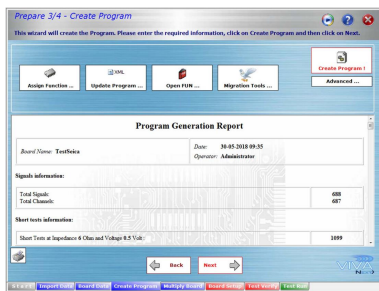 Prepare 3/4 - Create Program
This wizard will create the Program. Please enter the required information, click on Create Program and then click on Next.
XML
Assign Function ...
Update Program ...
Open FUN ...
Migration Tools ...
Create Program !
Advanced ...
Program Generation Report
Board Name: TestSeica
Date: 30-05-2018 09:35
Operator: Administrator
Signals information:
Total Signals: 688
Total Channels: 687
Short tests information:
Short Tests at Impedance 6 Ohm and Voltage 0.5 Volt: 1099
Back
Next
VIVA
Start
Import Data
Board Data
Create Program
Multiply Board
Board Setup
Test Verify
Test Run